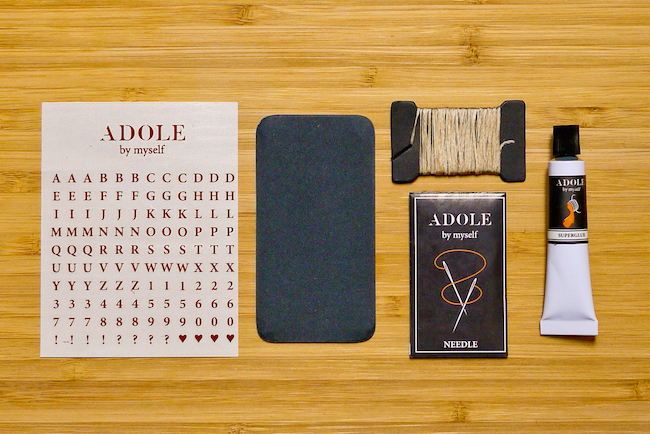 ADOLE
by myself
A A A B B B C C C D D D
E E E F F F G G G H H H
I I I J J J K K K L L L
M M M N N N O O O P P P
Q Q Q R R R S S S T T T
U U U V V V W W W X X X
Y Y Y Z Z Z 1 1 1 2 2 2
3 3 3 4 4 4 5 5 5 6 6 6
7 7 7 8 8 8 9 9 9 0 0 0
! ! ! ? ? ? ? ♥ ♥ ♥ ♥
ADOLE
by myself
NEEDLE
ADOLE
by myself
SUPERGLUE